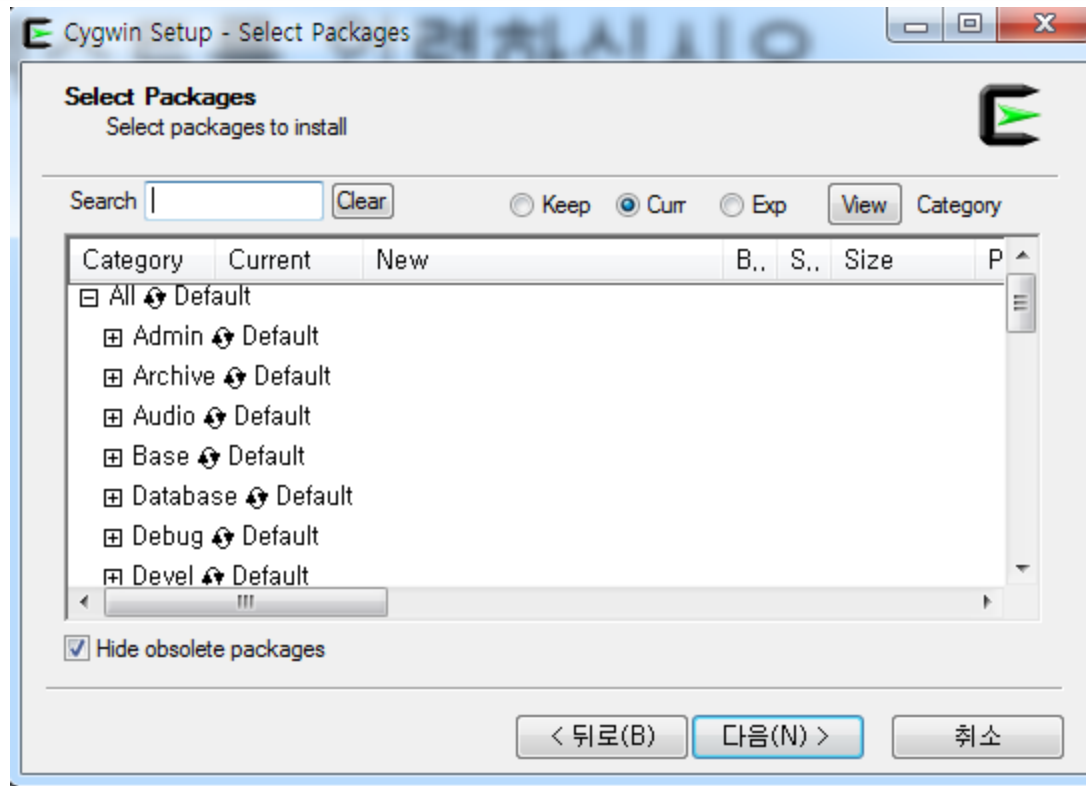 Cygwin Setup - Select Packages
Select Packages
Select packages to install
Search Clear Keep Curr Exp View Category
Category Current New B,, S,, Size P
All Default
Admin Default
Archive Default
Audio Default
Base Default
Database Default
Debug Default
Devel Default
Hide obsolete packages
< 뒤로(B) 다음(N) > 취소